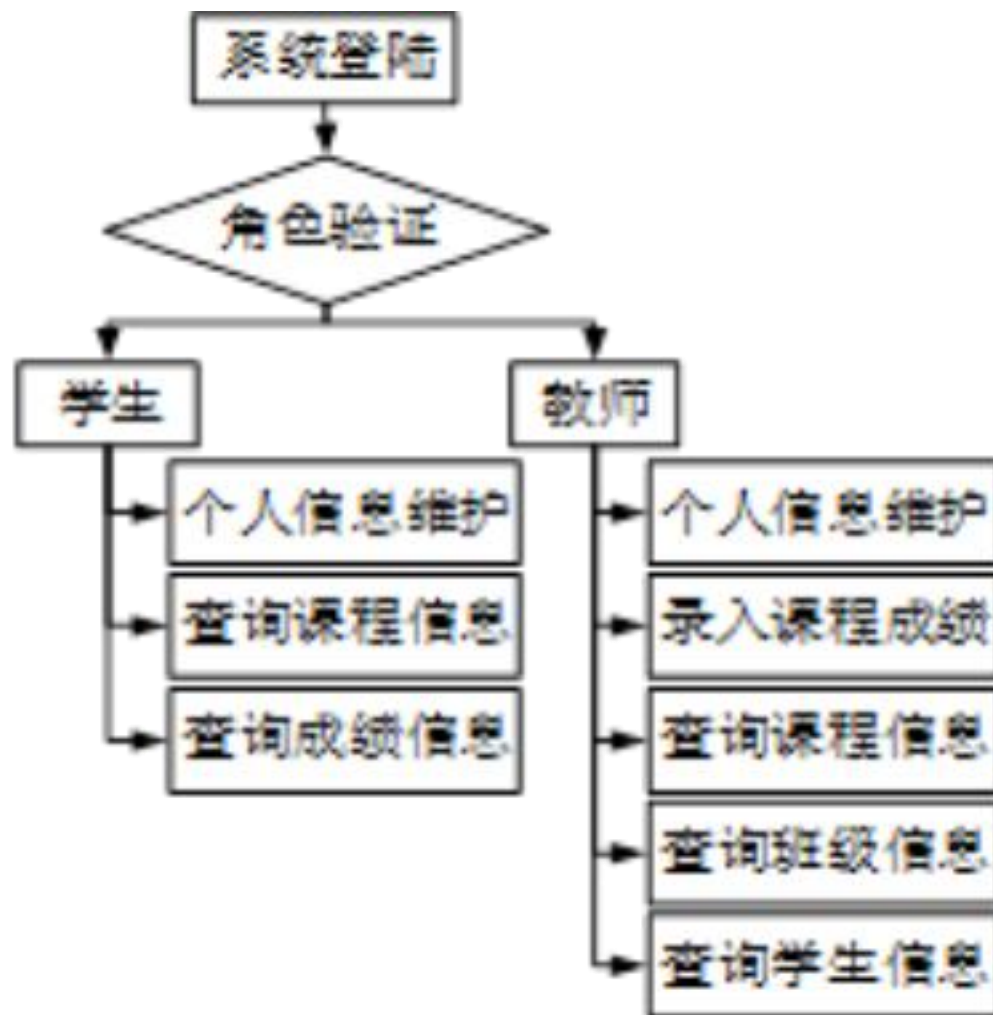 系统登陆
角色验证
学生
教师
个人信息维护
查询课程信息
查询成绩信息
个人信息维护
录入课程成绩
查询课程信息
查询班级信息
查询学生信息